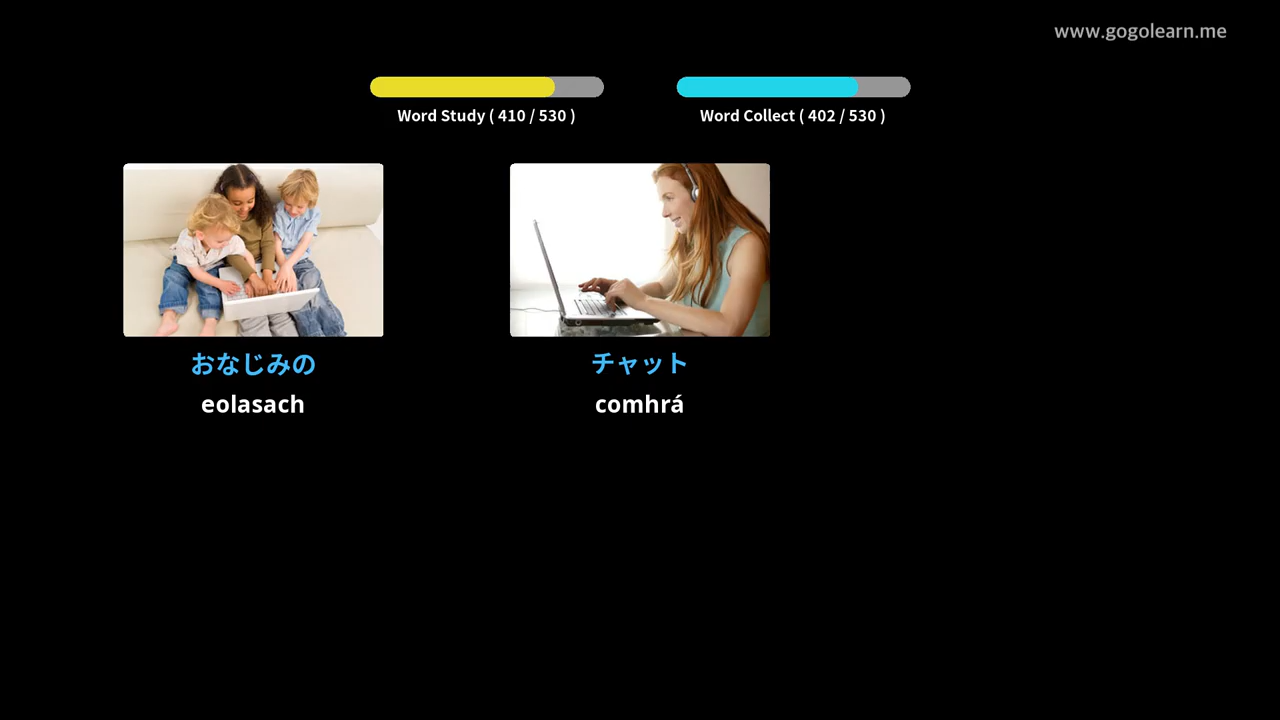 www.gogolearn.me
Word Study ( 410 / 530 )
Word Collect ( 402 / 530 )
おなじみの
eolasach
チャット
comhrá